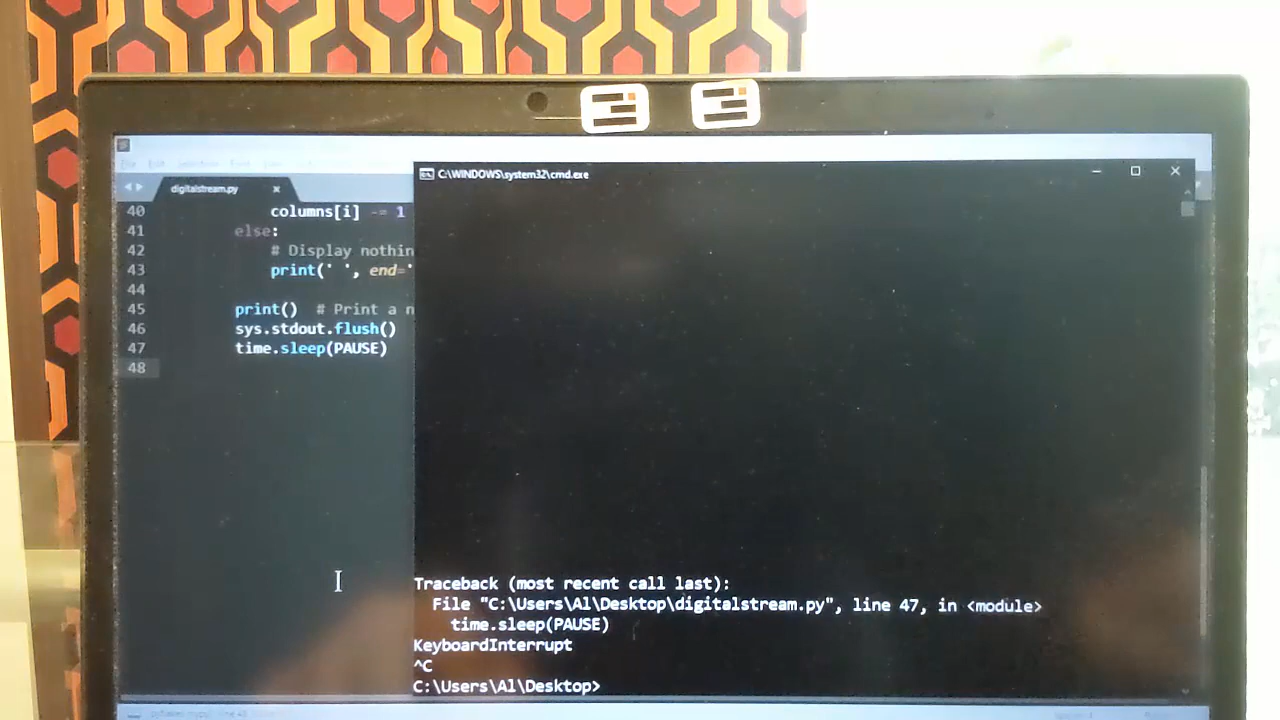 C:\WINDOWS\system32\cmd.exe
digitalstream.py
40 columns[i] -= 1
41 else:
42 # Display nothin
43 print(' ', end='
44
45 print() # Print a n
46 sys.stdout.flush()
47 time.sleep(PAUSE)
48
Traceback (most recent call last):
File "C:\Users\Al\Desktop\digitalstream.py", line 47, in <module>
time.sleep(PAUSE)
KeyboardInterrupt
^C
C:\Users\Al\Desktop>